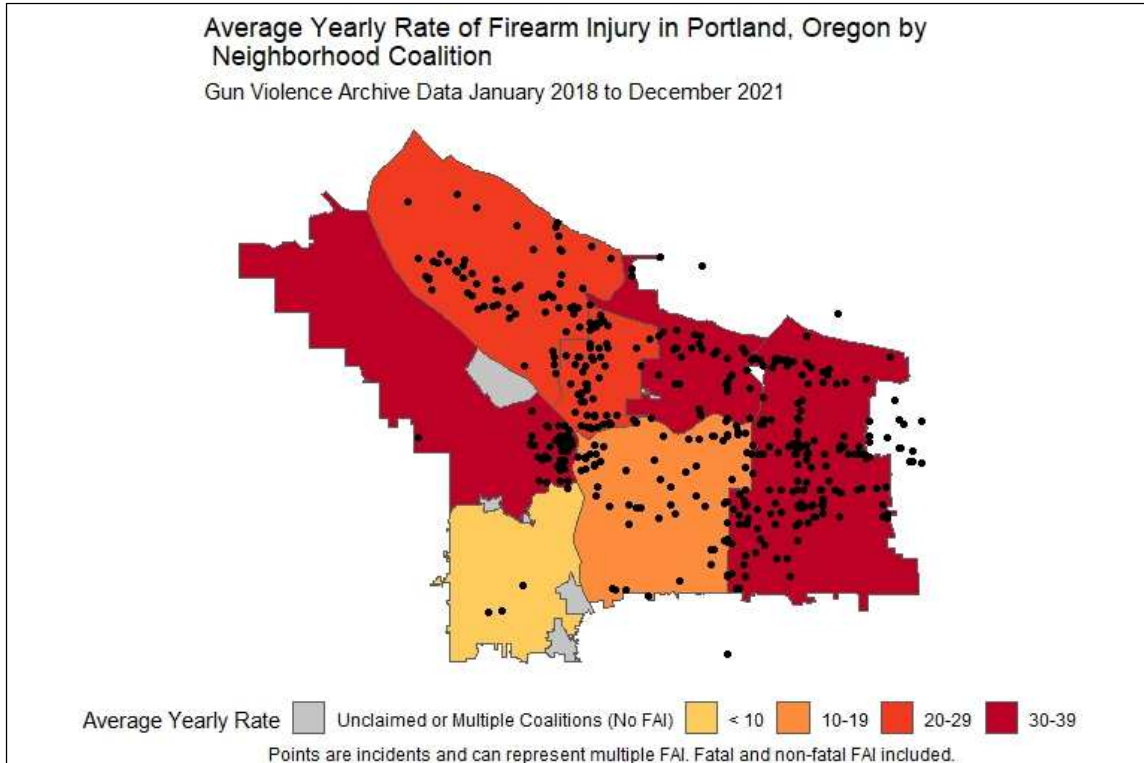 Average Yearly Rate of Firearm Injury in Portland, Oregon by
Neighborhood Coalition
Gun Violence Archive Data January 2018 to December 2021
Average Yearly Rate Unclaimed or Multiple Coalitions (No FAI) < 10 10-19 20-29 30-39
Points are incidents and can represent multiple FAI. Fatal and non-fatal FAI included.